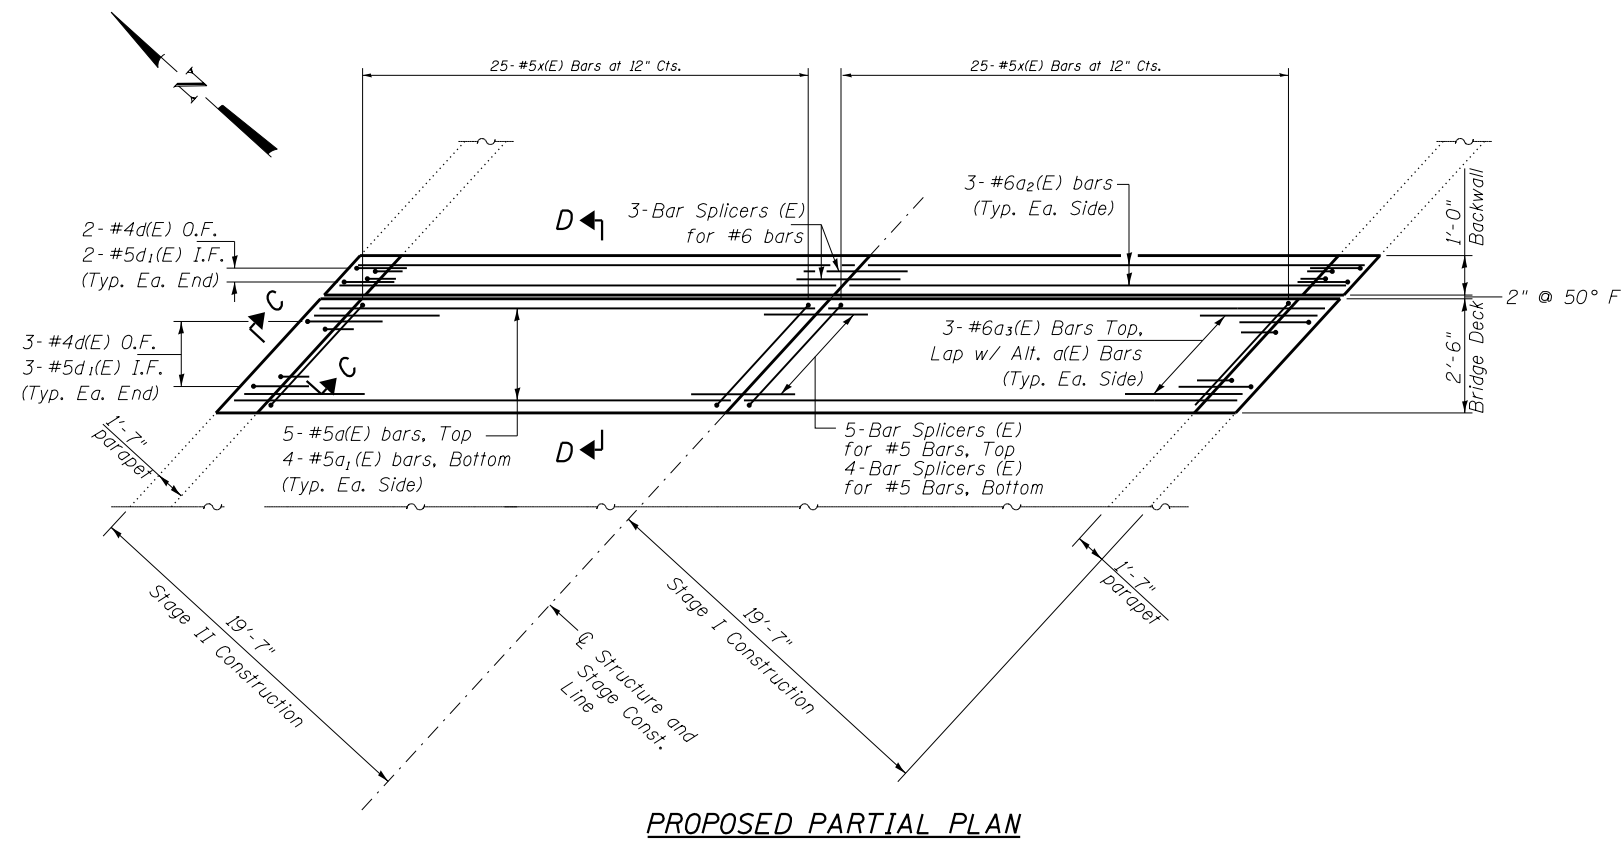 N
25- #5x(E) Bars at 12" Cts.
25- #5x(E) Bars at 12" Cts.
2- #4d(E) O.F.
2- #5d1(E) I.F.
(Typ. Ea. End)
D
3-Bar Splicers (E)
for #6 bars
3- #6a2(E) bars
(Typ. Ea. Side)
1'-0"
Backwall
2" @ 50° F
C
C
3- #4d(E) O.F.
3- #5d1(E) I.F.
(Typ. Ea. End)
3- #6a3(E) Bars Top,
Lap w/ Alt. a(E) Bars
(Typ. Ea. Side)
2'-6"
Bridge Deck
1'-7"
parapet
5- #5a(E) bars, Top
4- #5a1(E) bars, Bottom
(Typ. Ea. Side)
D
5-Bar Splicers (E)
for #5 Bars, Top
4-Bar Splicers (E)
for #5 Bars, Bottom
19'-7"
Stage II Construction
℄ Structure and
Stage Const.
Line
19'-7"
Stage I Construction
1'-7"
parapet
PROPOSED PARTIAL PLAN